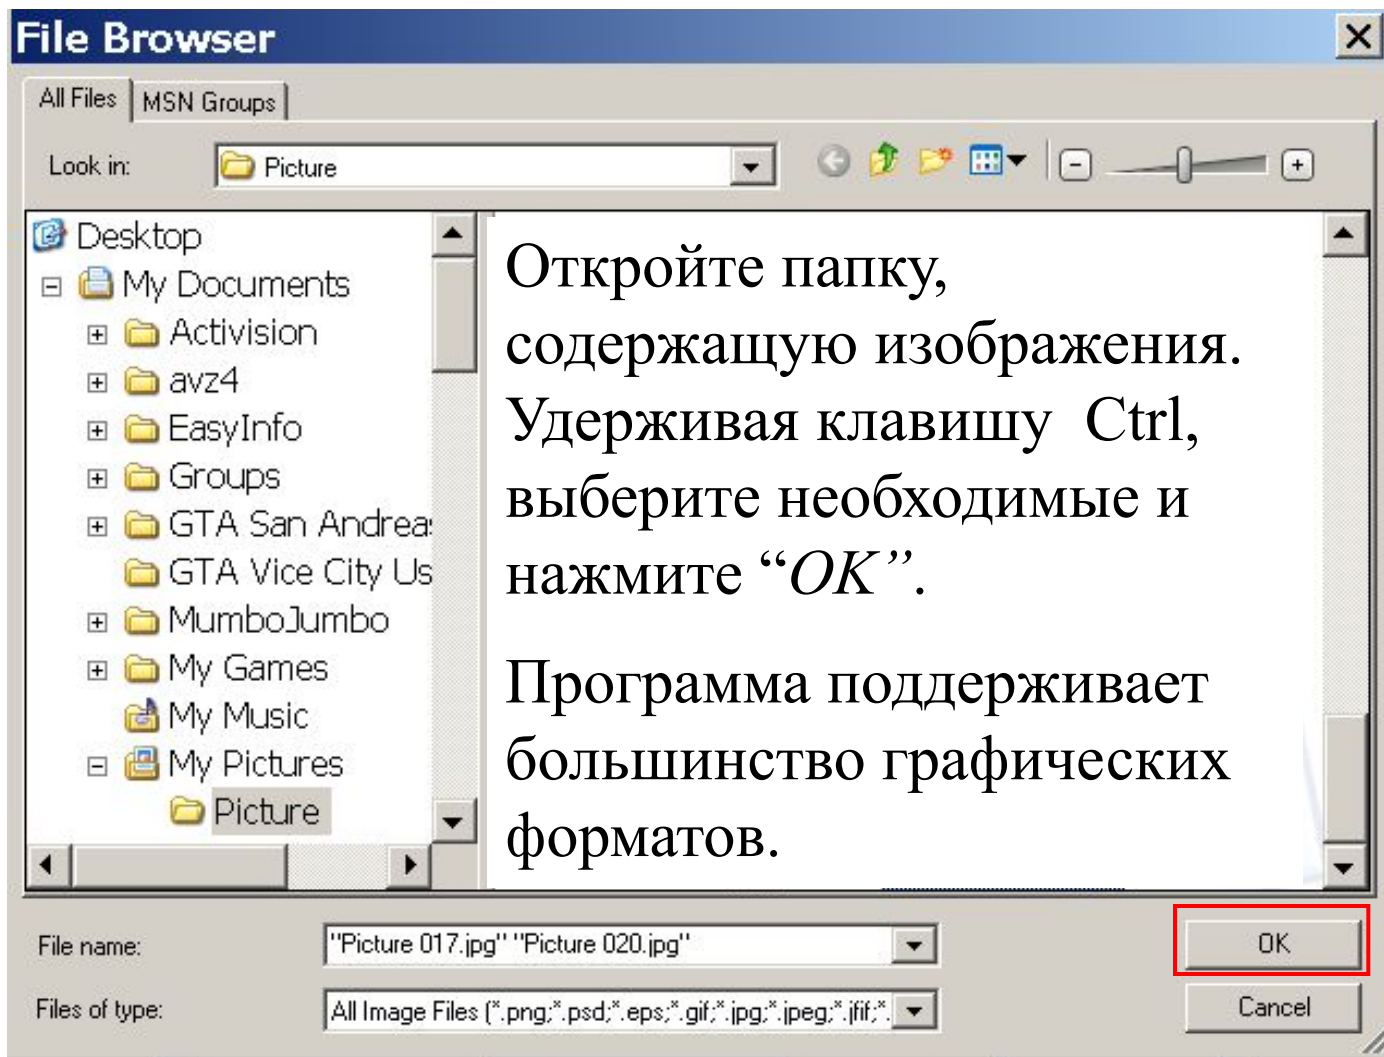 File Browser
All Files
MSN Groups
Look in:
Picture
Desktop
My Documents
Activision
avz4
EasyInfo
Groups
GTA San Andrea
GTA Vice City Us
MumboJumbo
My Games
My Music
My Pictures
Picture
Откройте папку,
содержащую изображения.
Удерживая клавишу Ctrl,
выберите необходимые и
нажмите “OK”.
Программа поддерживает
большинство графических
форматов.
File name:
"Picture 017.jpg" "Picture 020.jpg"
OK
Files of type:
All Image Files (*.png;*.psd;*.eps;*.gif;*.jpg;*.jpeg;*.jfif;*.
Cancel